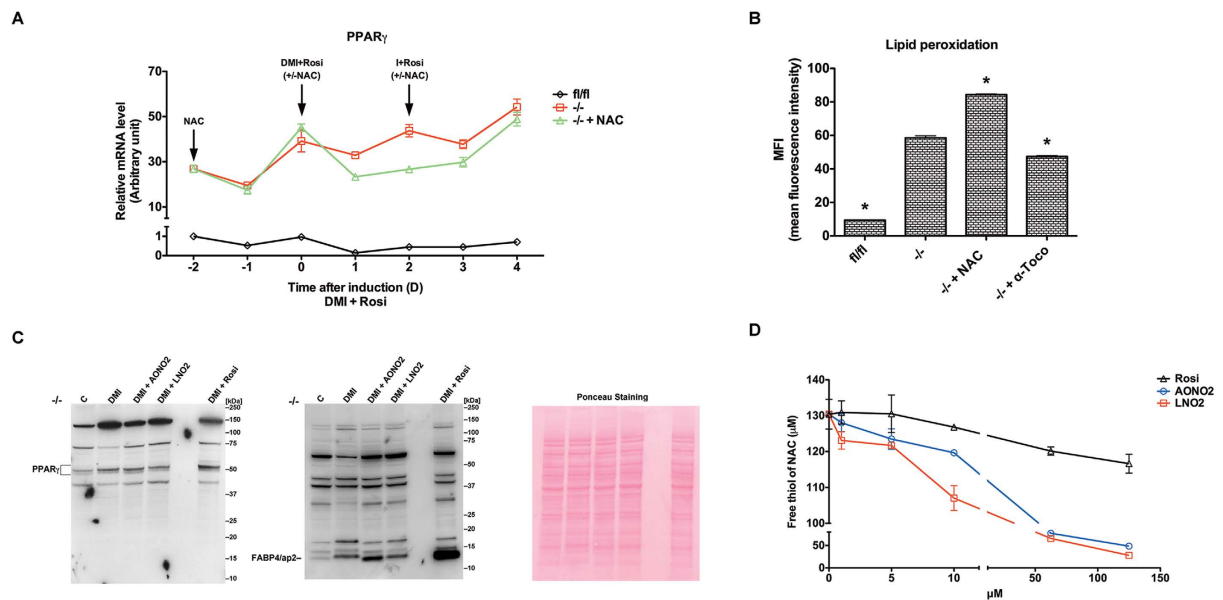 A
PPARγ
DMI+Rosi
(+/-NAC)
I+Rosi
(+/-NAC)
NAC
fl/fl
-/-
-/- + NAC
Relative mRNA level
(Arbitrary unit)
70
50
30
10
1
0
-2 -1 0 1 2 3 4
Time after induction (D)
DMI + Rosi
B
Lipid peroxidation
MFI
(mean fluorescence intensity)
100
80
60
40
20
0
*
*
*
fl/fl
-/-
-/- + NAC
-/- + α-Toco
C
-/-
C
DMI
DMI + AONO2
DMI + LNO2
DMI + Rosi
[kDa]
250
150
100
75
50
37
25
20
15
10
PPARγ
-/-
C
DMI
DMI + AONO2
DMI + LNO2
DMI + Rosi
[kDa]
250
150
100
75
50
37
25
20
15
10
FABP4/ap2
Ponceau Staining
D
Rosi
AONO2
LNO2
Free thiol of NAC (μM)
140
130
120
110
100
50
0
0 5 10 50 100 150
μM